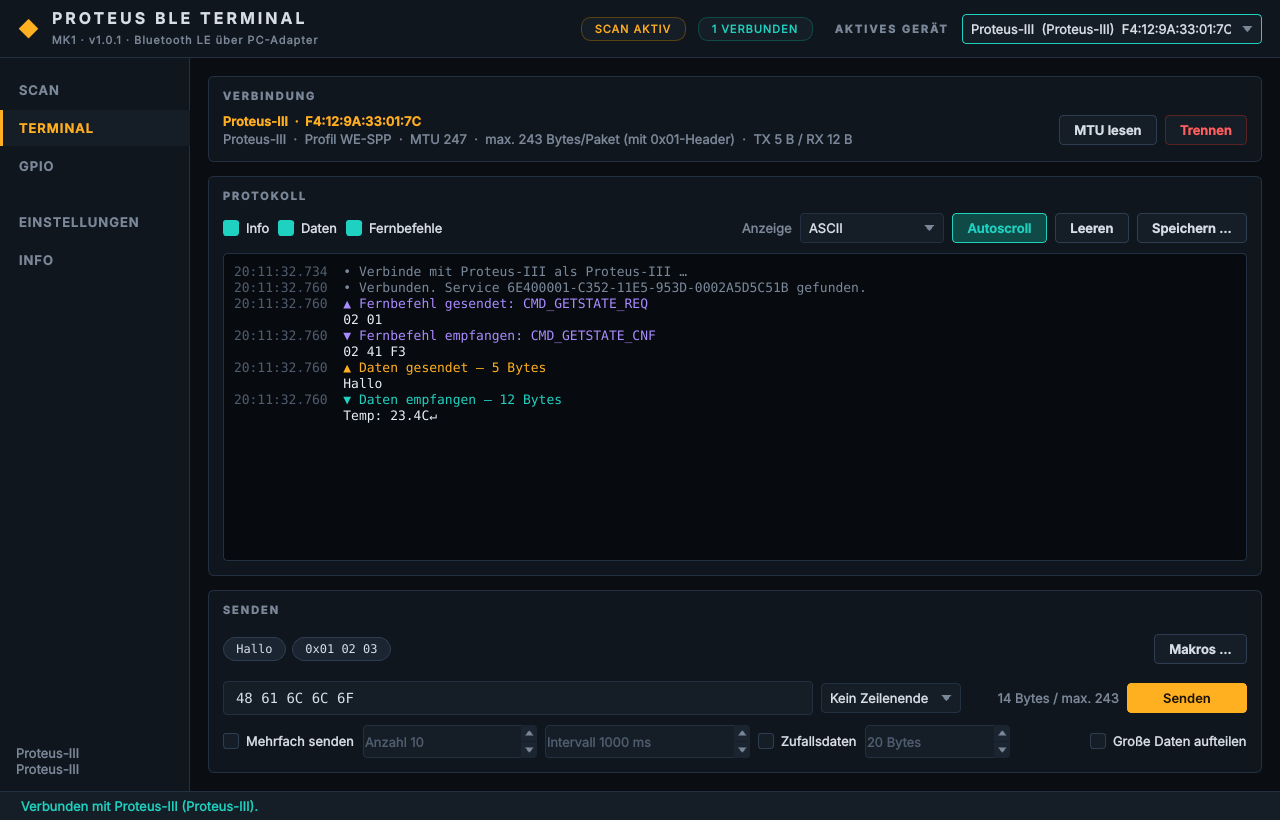 PROTEUS BLE TERMINAL
MK1 · v1.0.1 · Bluetooth LE über PC-Adapter
SCAN AKTIV
1 VERBUNDEN
AKTIVES GERÄT
Proteus-III (Proteus-III) F4:12:9A:33:01:7C
SCAN
TERMINAL
GPIO
EINSTELLUNGEN
INFO
Proteus-III
Proteus-III
VERBINDUNG
Proteus-III · F4:12:9A:33:01:7C
Proteus-III · Profil WE-SPP · MTU 247 · max. 243 Bytes/Paket (mit 0x01-Header) · TX 5 B / RX 12 B
MTU lesen
Trennen
PROTOKOLL
Info
Daten
Fernbefehle
Anzeige
ASCII
Autoscroll
Leeren
Speichern ...
20:11:32.734 • Verbinde mit Proteus-III als Proteus-III …
20:11:32.760 • Verbunden. Service 6E400001-C352-11E5-953D-0002A5D5C51B gefunden.
20:11:32.760 ▲ Fernbefehl gesendet: CMD_GETSTATE_REQ
02 01
20:11:32.760 ▼ Fernbefehl empfangen: CMD_GETSTATE_CNF
02 41 F3
20:11:32.760 ▲ Daten gesendet — 5 Bytes
Hallo
20:11:32.760 ▼ Daten empfangen — 12 Bytes
Temp: 23.4C↵
SENDEN
Hallo
0x01 02 03
Makros ...
48 61 6C 6C 6F
Kein Zeilenende
14 Bytes / max. 243
Senden
Mehrfach senden
Anzahl 10
Intervall 1000 ms
Zufallsdaten
20 Bytes
Große Daten aufteilen
Verbunden mit Proteus-III (Proteus-III).